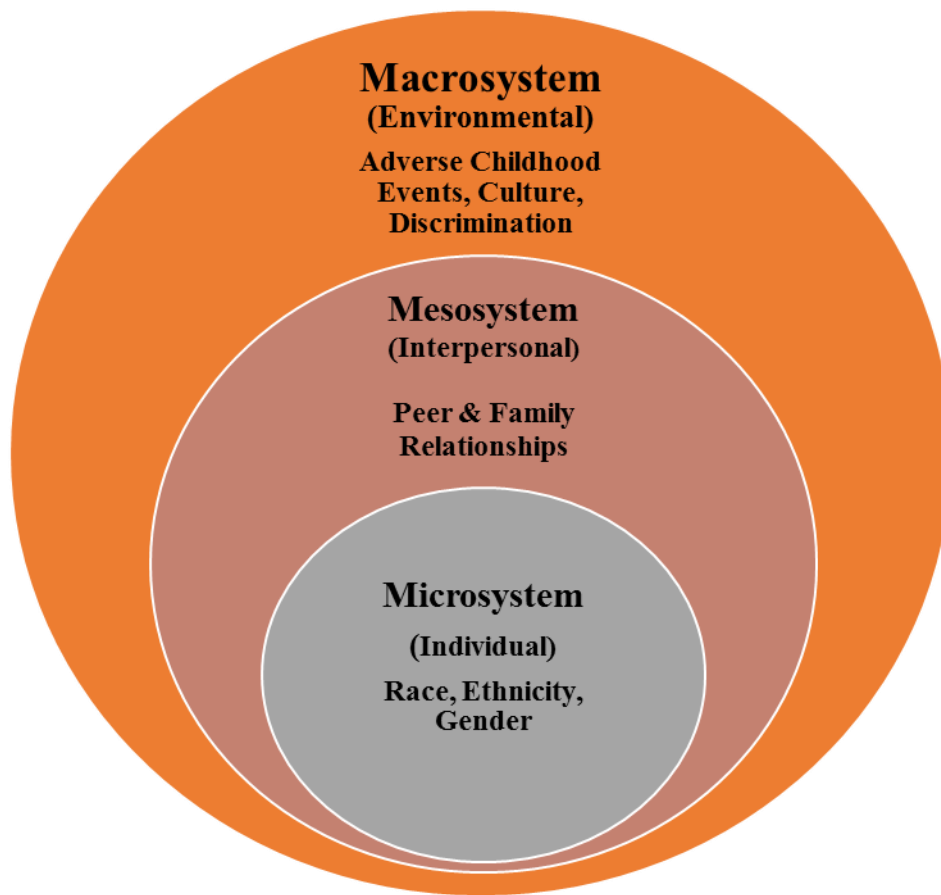 Macrosystem
(Environmental)
Adverse Childhood
Events, Culture,
Discrimination
Mesosystem
(Interpersonal)
Peer & Family
Relationships
Microsystem
(Individual)
Race, Ethnicity,
Gender